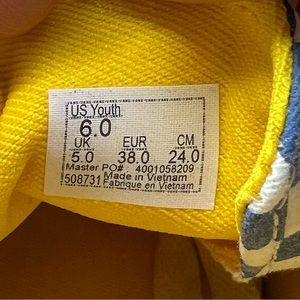 US Youth
6.0
UK EUR CM
5.0 38.0 24.0
Master PO# : 4001058209
508731 Made in Vietnam
Fabrique en Vietnam